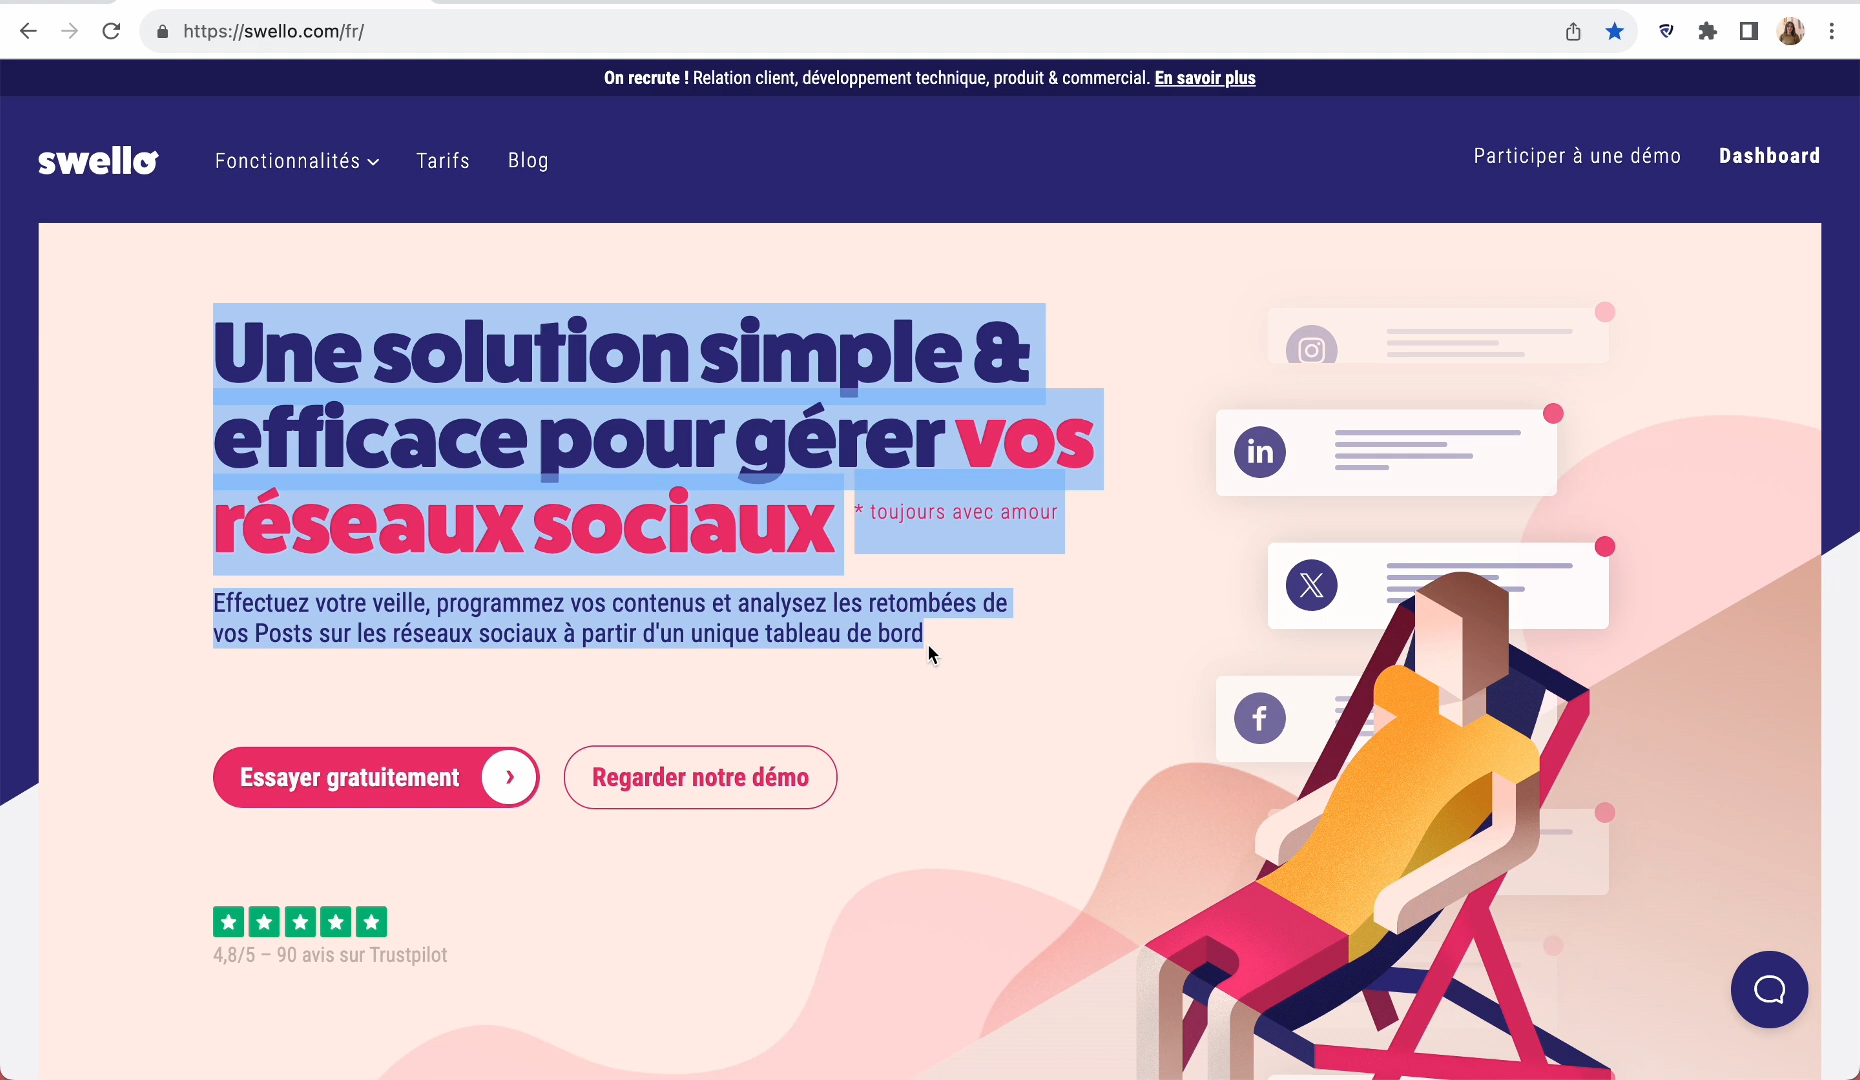 https://swello.com/fr/
On recrute ! Relation client, développement technique, produit & commercial. En savoir plus
swello
Fonctionnalités
Tarifs
Blog
Participer à une démo
Dashboard
Une solution simple &
efficace pour gérer vos
réseaux sociaux
* toujours avec amour
Effectuez votre veille, programmez vos contenus et analysez les retombées de
vos Posts sur les réseaux sociaux à partir d'un unique tableau de bord
Essayer gratuitement
Regarder notre démo
4,8/5 – 90 avis sur Trustpilot
in
X
f